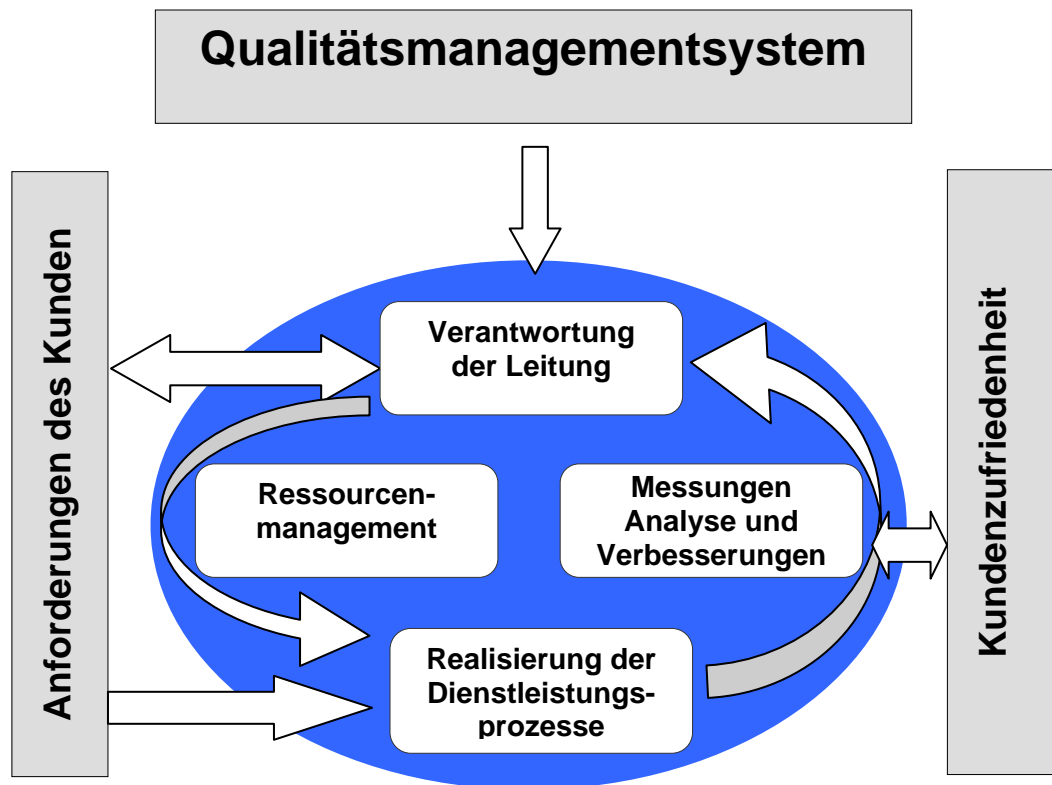 Qualitätsmanagementsystem
Anforderungen des Kunden
Verantwortung
der Leitung
Ressourcen-
management
Messungen
Analyse und
Verbesserungen
Realisierung der
Dienstleistungs-
prozesse
Kundenzufriedenheit